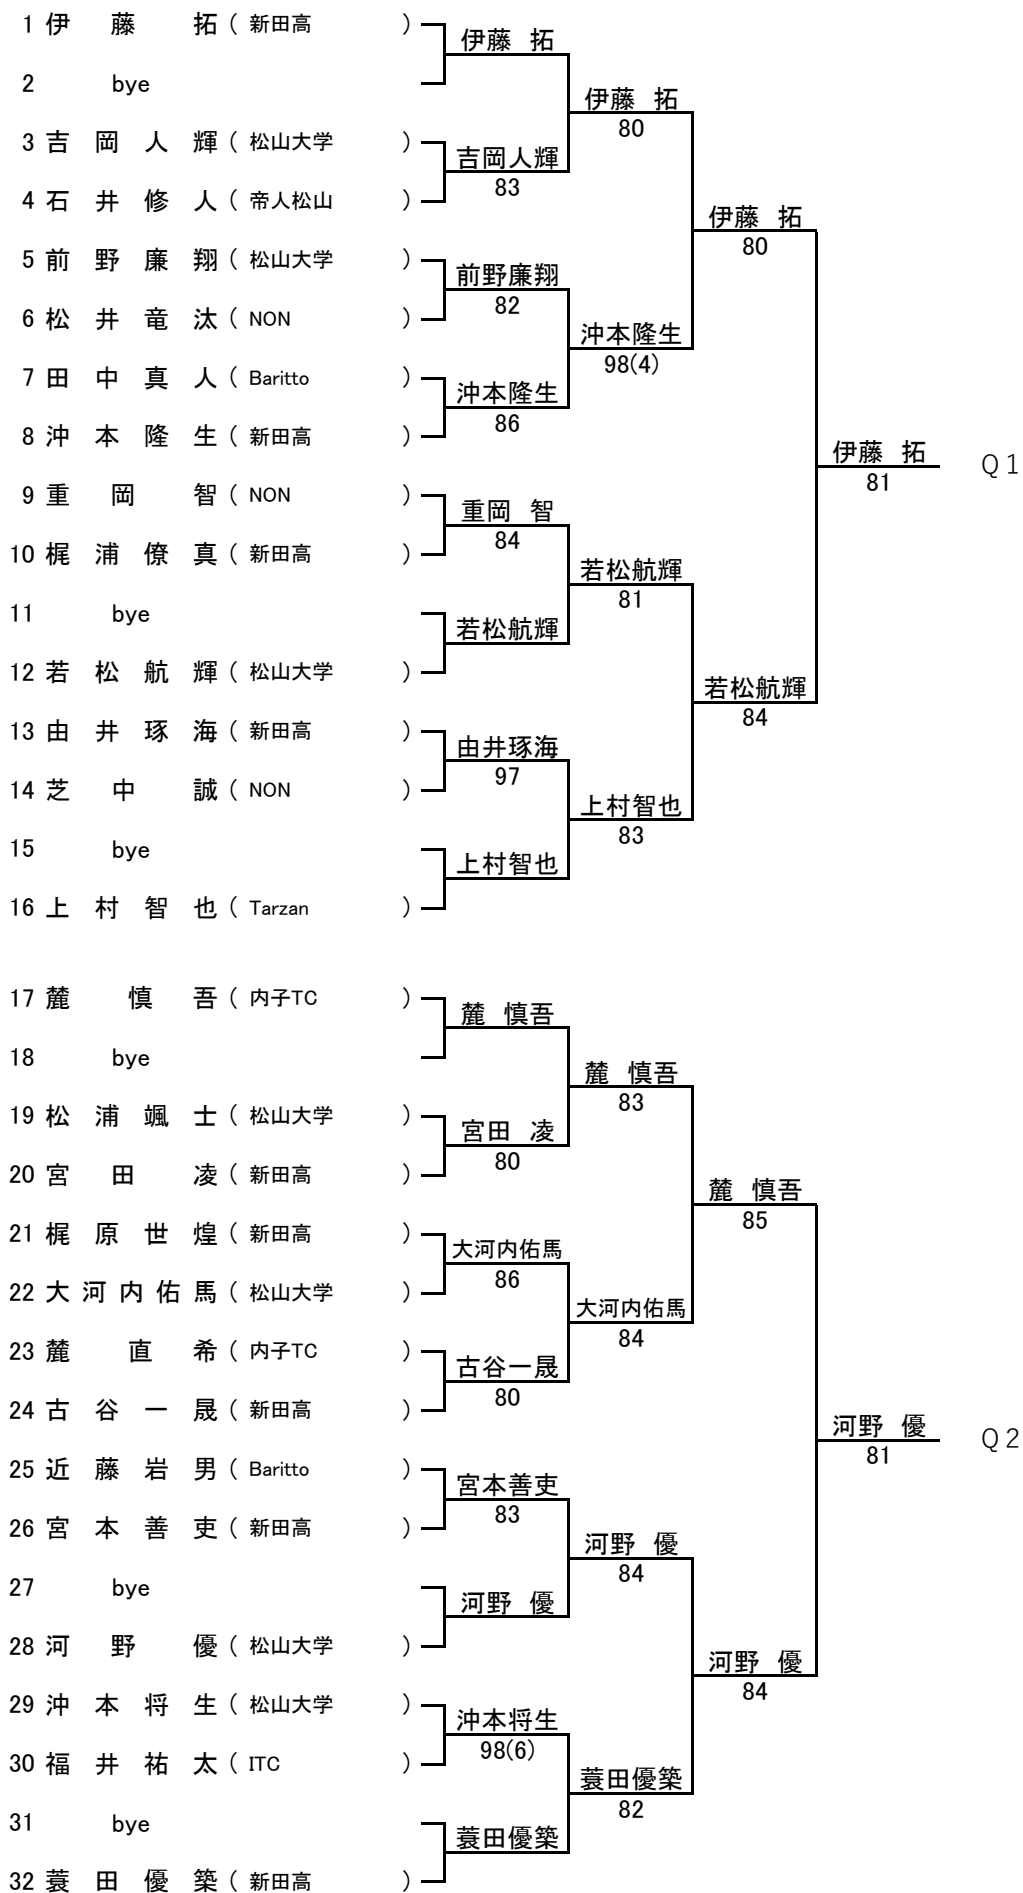 1 伊 藤 拓 ( 新田高 )
2 bye
3 吉 岡 人 輝 ( 松山大学 )
4 石 井 修 人 ( 帝人松山 )
5 前 野 廉 翔 ( 松山大学 )
6 松 井 竜 汰 ( NON )
7 田 中 真 人 ( Baritto )
8 沖 本 隆 生 ( 新田高 )
9 重 岡 智 ( NON )
10 梶 浦 僚 真 ( 新田高 )
11 bye
12 若 松 航 輝 ( 松山大学 )
13 由 井 琢 海 ( 新田高 )
14 芝 中 誠 ( NON )
15 bye
16 上 村 智 也 ( Tarzan )
伊藤 拓
吉岡人輝
83
前野廉翔
82
沖本隆生
86
重岡 智
84
若松航輝
由井琢海
97
上村智也
伊藤 拓
80
沖本隆生
98(4)
若松航輝
81
上村智也
83
伊藤 拓
80
若松航輝
84
伊藤 拓
81
Q1
17 麓 慎 吾 ( 内子TC )
18 bye
19 松 浦 颯 士 ( 松山大学 )
20 宮 田 凌 ( 新田高 )
21 梶 原 世 煌 ( 新田高 )
22 大 河 内 佑 馬 ( 松山大学 )
23 麓 直 希 ( 内子TC )
24 古 谷 一 晟 ( 新田高 )
25 近 藤 岩 男 ( Baritto )
26 宮 本 善 吏 ( 新田高 )
27 bye
28 河 野 優 ( 松山大学 )
29 沖 本 将 生 ( 松山大学 )
30 福 井 祐 太 ( ITC )
31 bye
32 蓑 田 優 築 ( 新田高 )
麓 慎吾
宮田 凌
80
大河内佑馬
86
古谷一晟
80
宮本善吏
83
河野 優
沖本将生
98(6)
蓑田優築
麓 慎吾
83
大河内佑馬
84
河野 優
84
蓑田優築
82
麓 慎吾
85
河野 優
84
河野 優
81
Q2